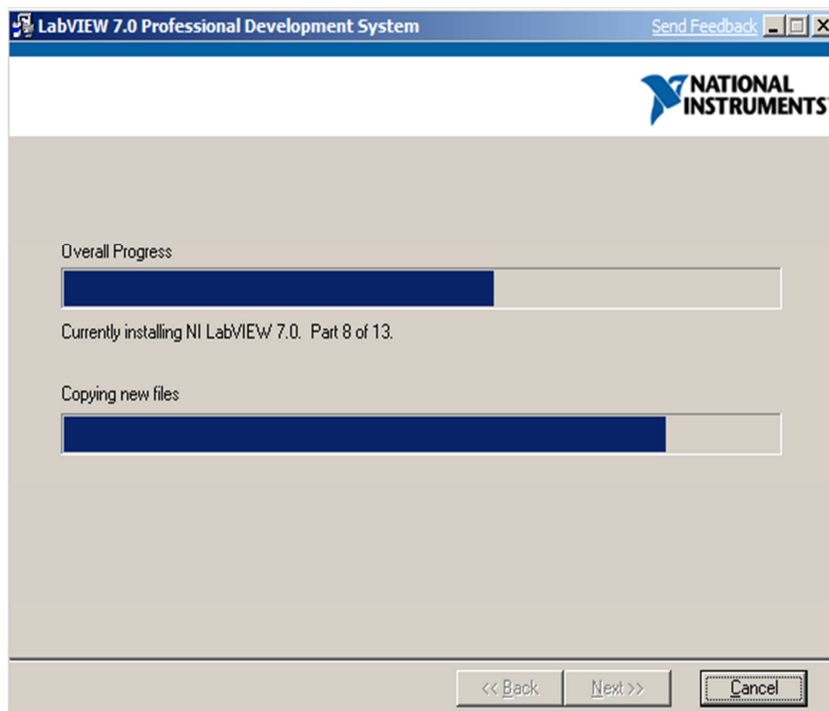 LabVIEW 7.0 Professional Development System Send Feedback
NATIONAL
INSTRUMENTS
Overall Progress
Currently installing NI LabVIEW 7.0. Part 8 of 13.
Copying new files
<< Back Next >> Cancel